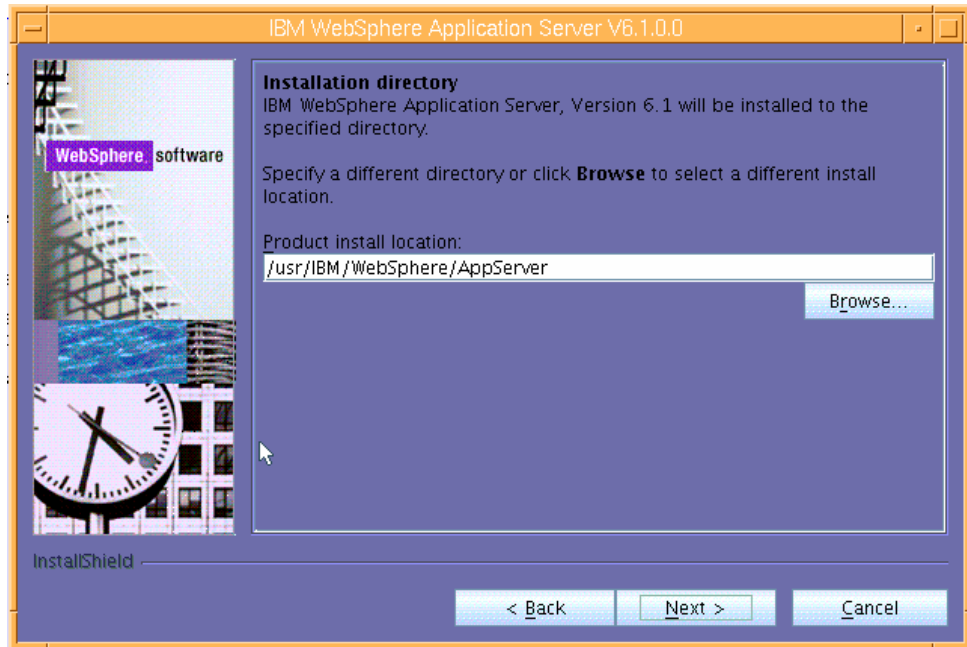 IBM WebSphere Application Server V6.1.0.0
WebSphere software
Installation directory
IBM WebSphere Application Server, Version 6.1 will be installed to the
specified directory.
Specify a different directory or click Browse to select a different install
location.
Product install location:
/usr/IBM/WebSphere/AppServer
Browse...
InstallShield
< Back
Next >
Cancel